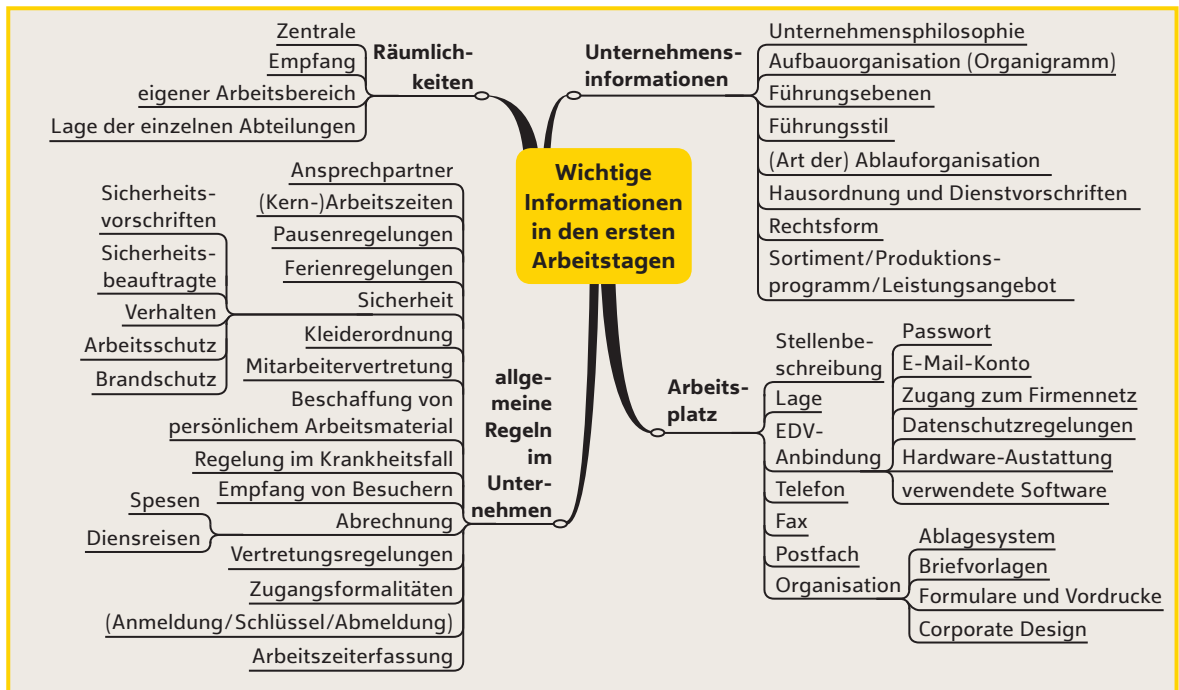 Wichtige
Informationen
in den ersten
Arbeitstagen
Räumlich-
keiten
Zentrale
Empfang
eigener Arbeitsbereich
Lage der einzelnen Abteilungen
Unternehmens-
informationen
Unternehmensphilosophie
Aufbauorganisation (Organigramm)
Führungsebenen
Führungsstil
(Art der) Ablauforganisation
Hausordnung und Dienstvorschriften
Rechtsform
Sortiment/Produktions-
programm/Leistungsangebot
allge-
meine
Regeln
im
Unter-
nehmen
Ansprechpartner
(Kern-)Arbeitszeiten
Pausenregelungen
Ferienregelungen
Sicherheit
Sicherheits-
vorschriften
Sicherheits-
beauftragte
Verhalten
Arbeitsschutz
Brandschutz
Kleiderordnung
Mitarbeitervertretung
Beschaffung von
persönlichem Arbeitsmaterial
Regelung im Krankheitsfall
Empfang von Besuchern
Abrechnung
Spesen
Diensreisen
Vertretungsregelungen
Zugangsformalitäten
(Anmeldung/Schlüssel/Abmeldung)
Arbeitszeiterfassung
Arbeits-
platz
Stellenbe-
schreibung
Lage
EDV-
Anbindung
Passwort
E-Mail-Konto
Zugang zum Firmennetz
Datenschutzregelungen
Hardware-Austattung
verwendete Software
Telefon
Fax
Postfach
Organisation
Ablagesystem
Briefvorlagen
Formulare und Vordrucke
Corporate Design